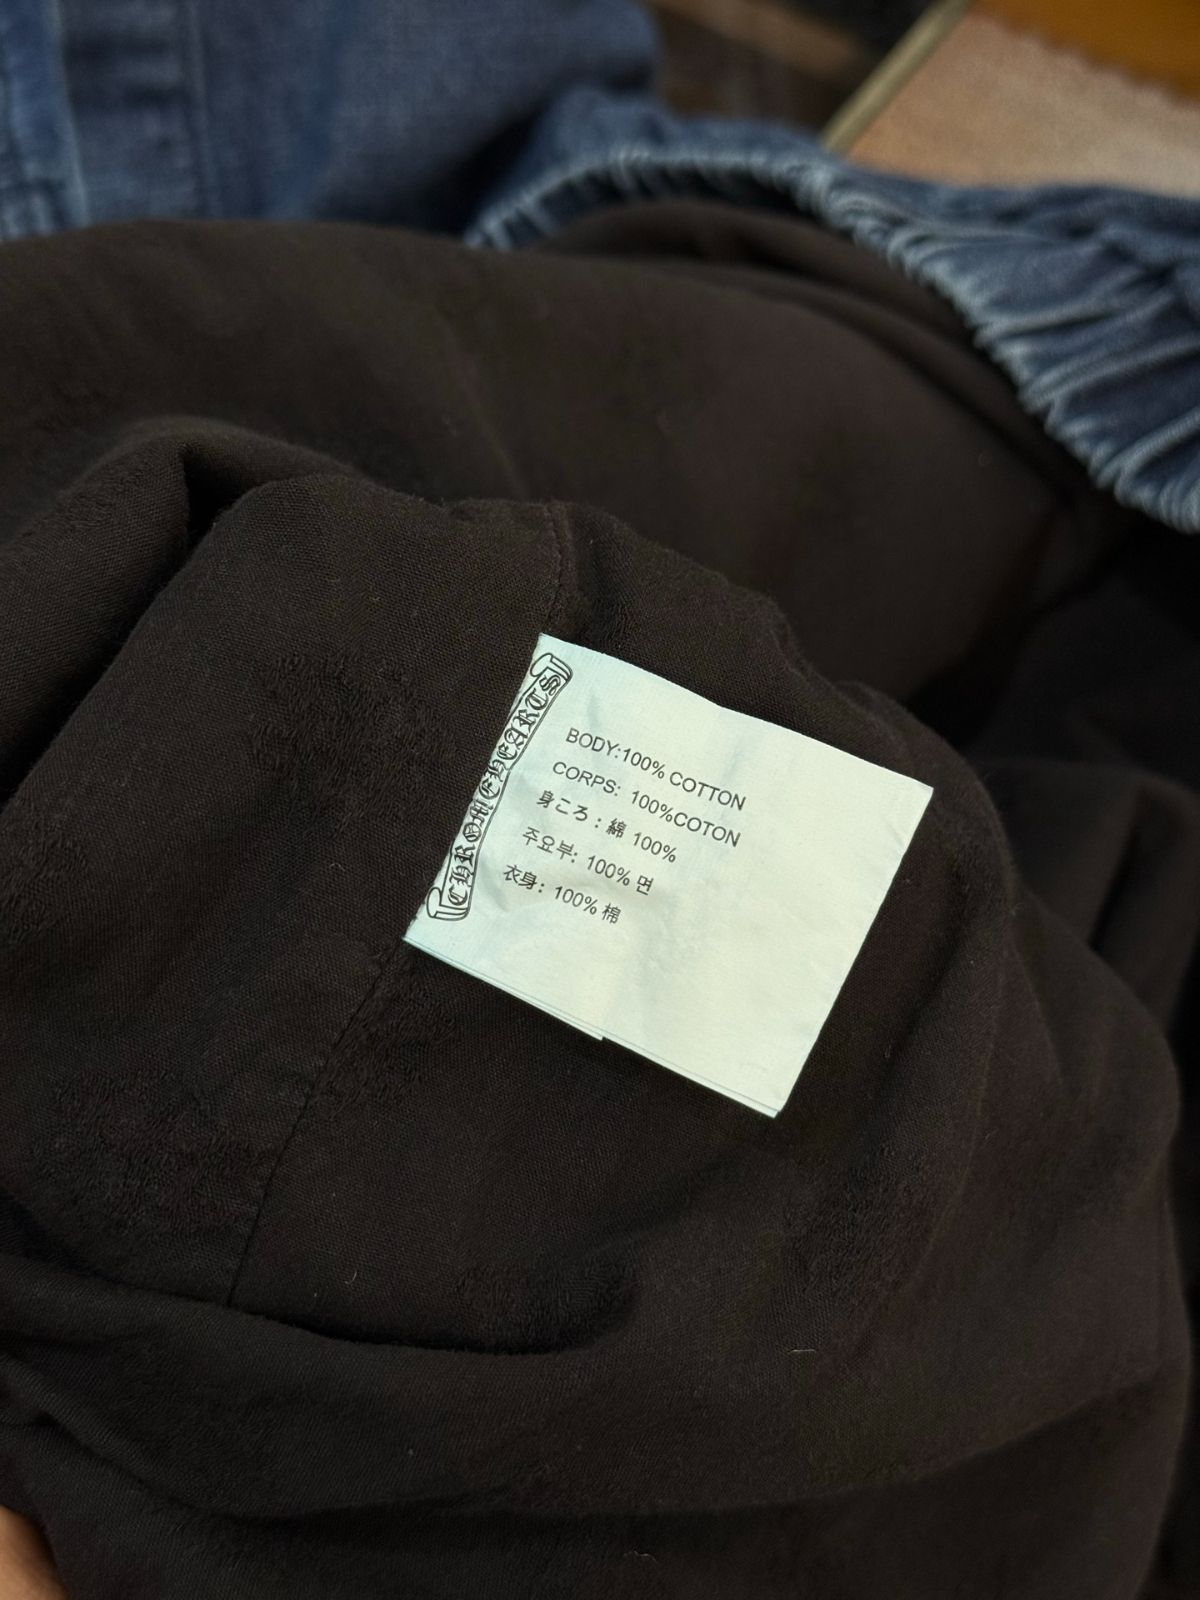 CHROME HEARTS
BODY:100% COTTON
CORPS: 100%COTON
身ころ : 綿 100%
주요부: 100% 면
衣身: 100% 棉